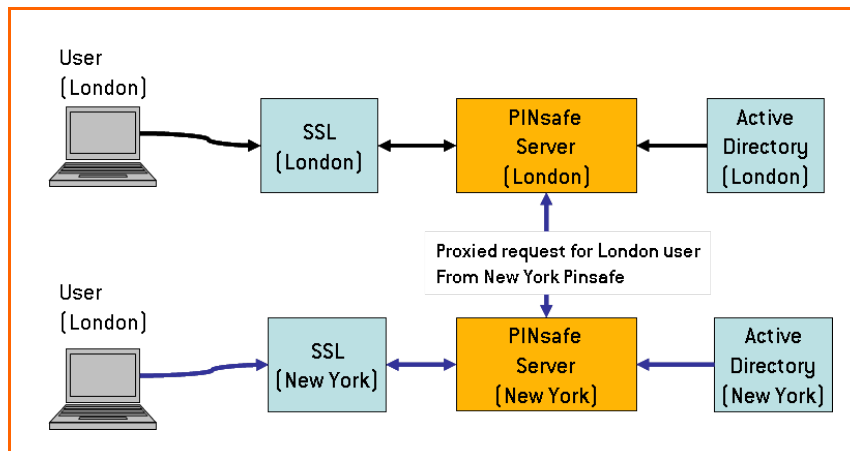 User
(London)
SSL
(London)
PINsafe
Server
(London)
Active
Directory
(London)
Proxied request for London user
From New York Pinsafe
User
(London)
SSL
(New York)
PINsafe
Server
(New York)
Active
Directory
(New York)